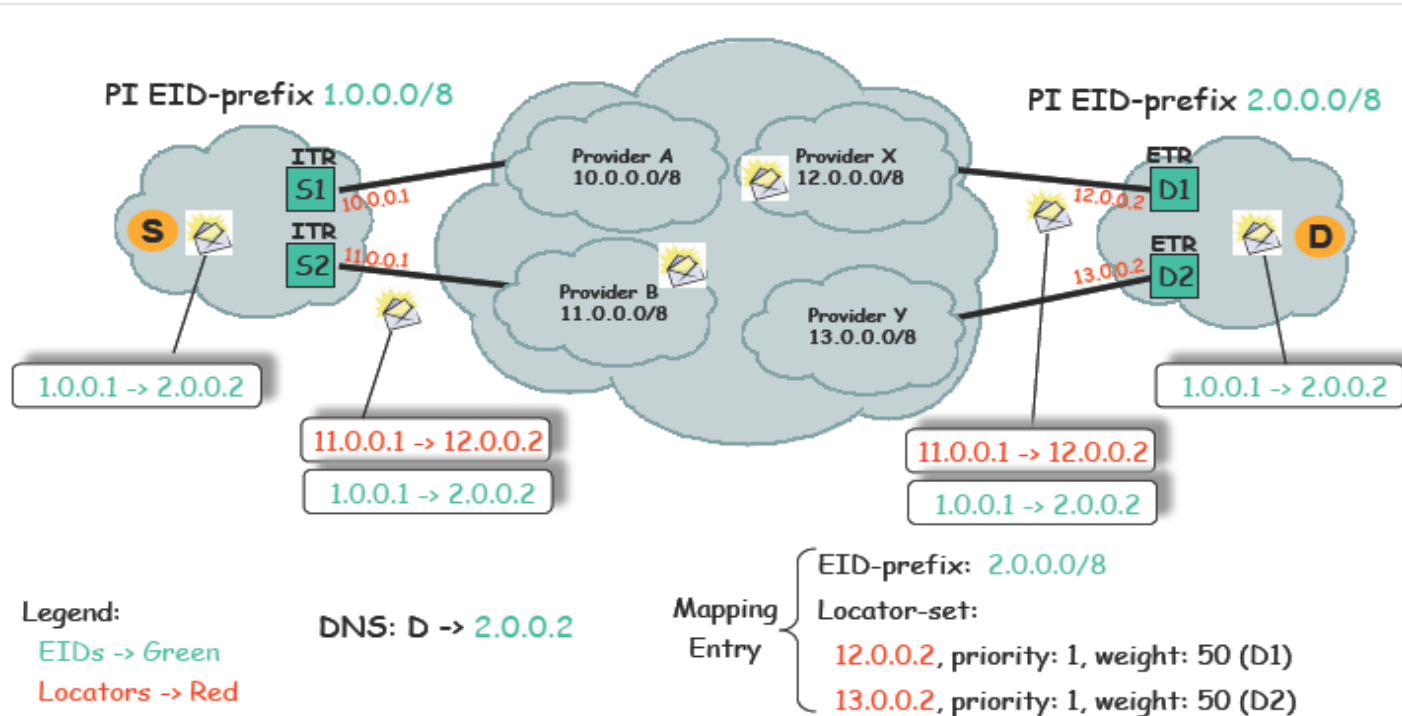 PI EID-prefix 1.0.0.0/8
PI EID-prefix 2.0.0.0/8
ITR
S1
10.0.0.1
ITR
S2
11.0.0.1
S
Provider A
10.0.0.0/8
Provider X
12.0.0.0/8
Provider B
11.0.0.0/8
Provider Y
13.0.0.0/8
ETR
D1
12.0.0.2
ETR
D2
13.0.0.2
D
1.0.0.1 -> 2.0.0.2
11.0.0.1 -> 12.0.0.2
1.0.0.1 -> 2.0.0.2
11.0.0.1 -> 12.0.0.2
1.0.0.1 -> 2.0.0.2
1.0.0.1 -> 2.0.0.2
Legend:
EIDs -> Green
Locators -> Red
DNS: D -> 2.0.0.2
Mapping
Entry
EID-prefix: 2.0.0.0/8
Locator-set:
12.0.0.2, priority: 1, weight: 50 (D1)
13.0.0.2, priority: 1, weight: 50 (D2)